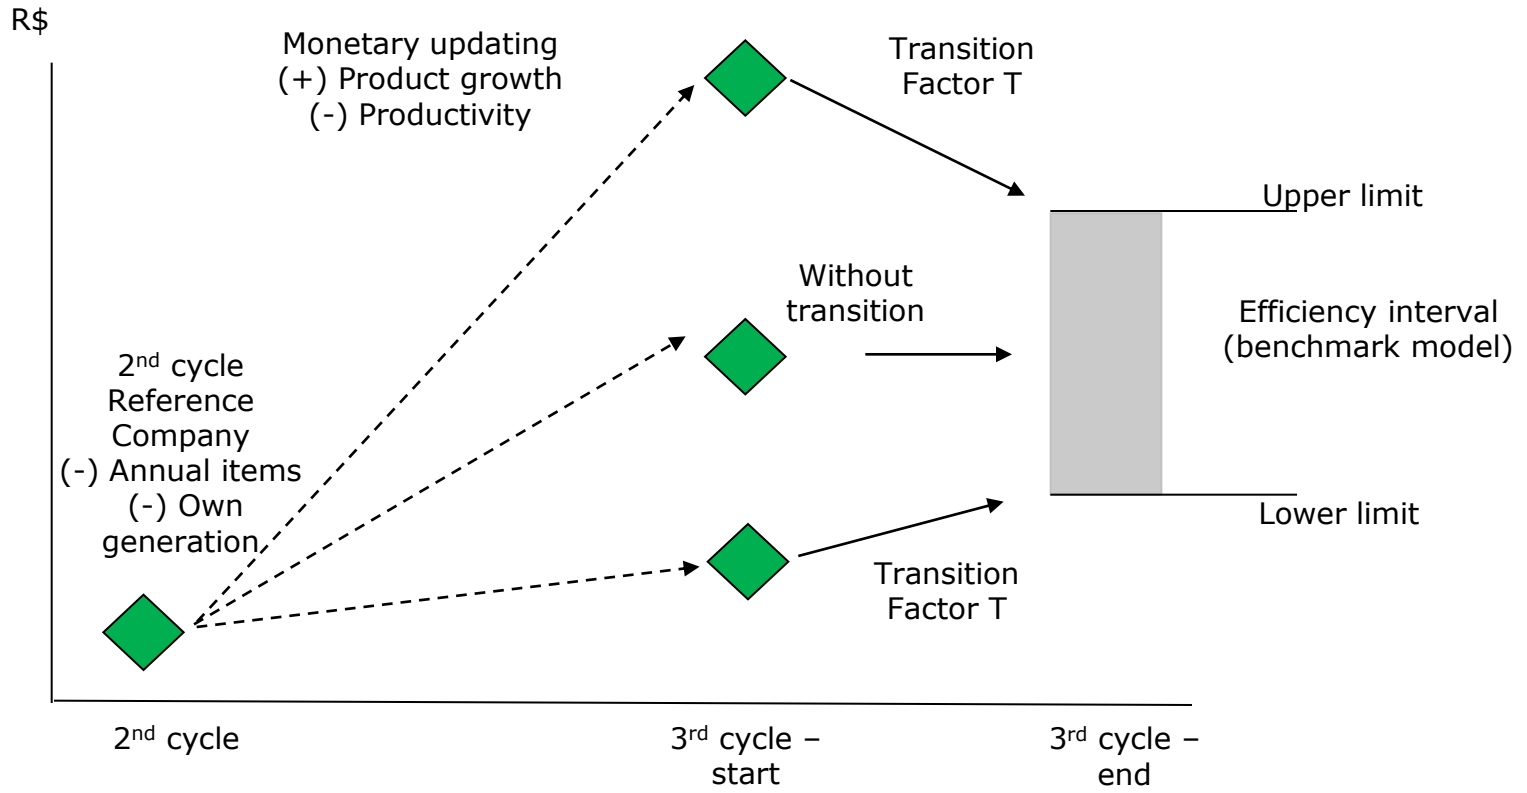 R$
Monetary updating
(+) Product growth
(-) Productivity
Transition
Factor T
Upper limit
Without
transition
Efficiency interval
(benchmark model)
2nd cycle
Reference
Company
(-) Annual items
(-) Own
generation
Lower limit
Transition
Factor T
2nd cycle
3rd cycle –
start
3rd cycle –
end